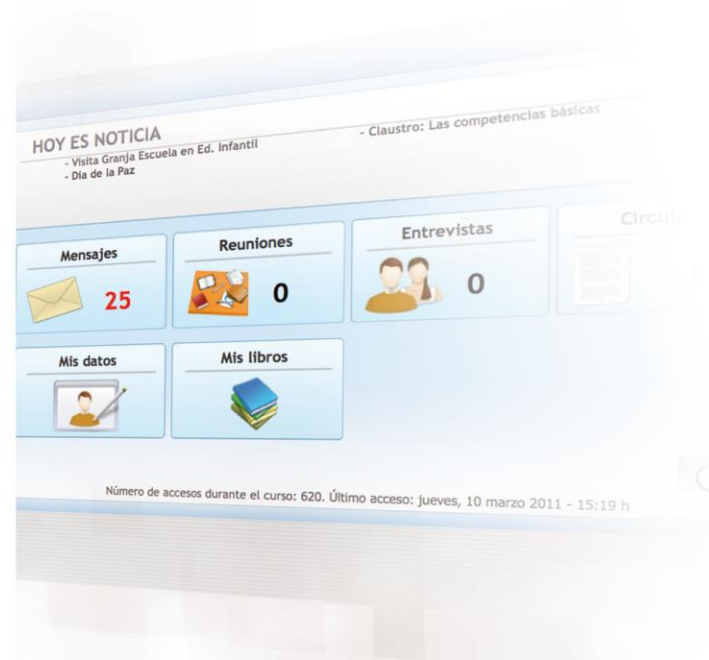 HOY ES NOTICIA
- Visita Granja Escuela en Ed. Infantil
- Día de la Paz
- Claustro: Las competencias básicas
Mensajes
25
Reuniones
0
Entrevistas
0
Mis datos
Mis libros
Número de accesos durante el curso: 620. Último acceso: jueves, 10 marzo 2011 - 15:19 h